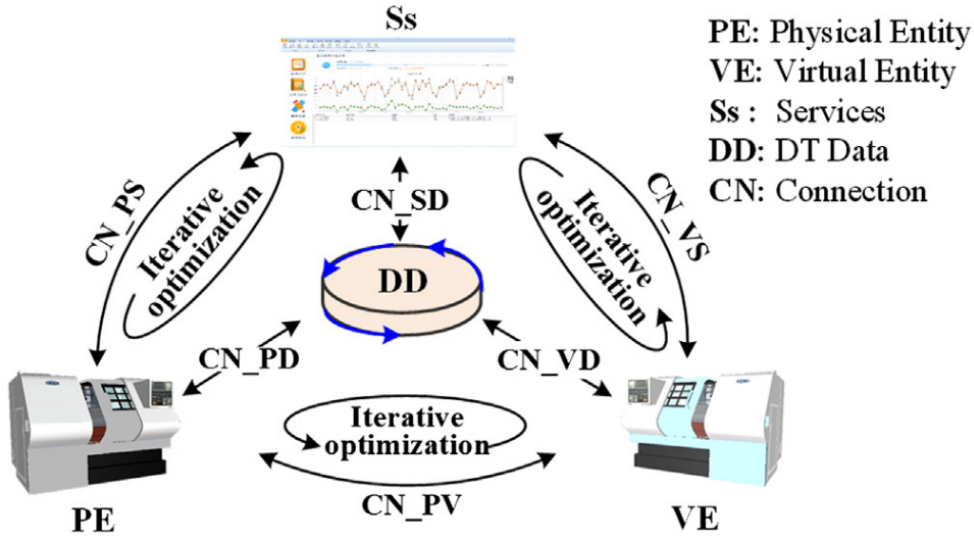 Ss
PE: Physical Entity
VE: Virtual Entity
Ss : Services
DD: DT Data
CN: Connection
CN_PS
Iterative
optimization
CN_SD
Iterative
optimization
CN_VS
DD
CN_PD
CN_VD
Iterative
optimization
CN_PV
PE
VE